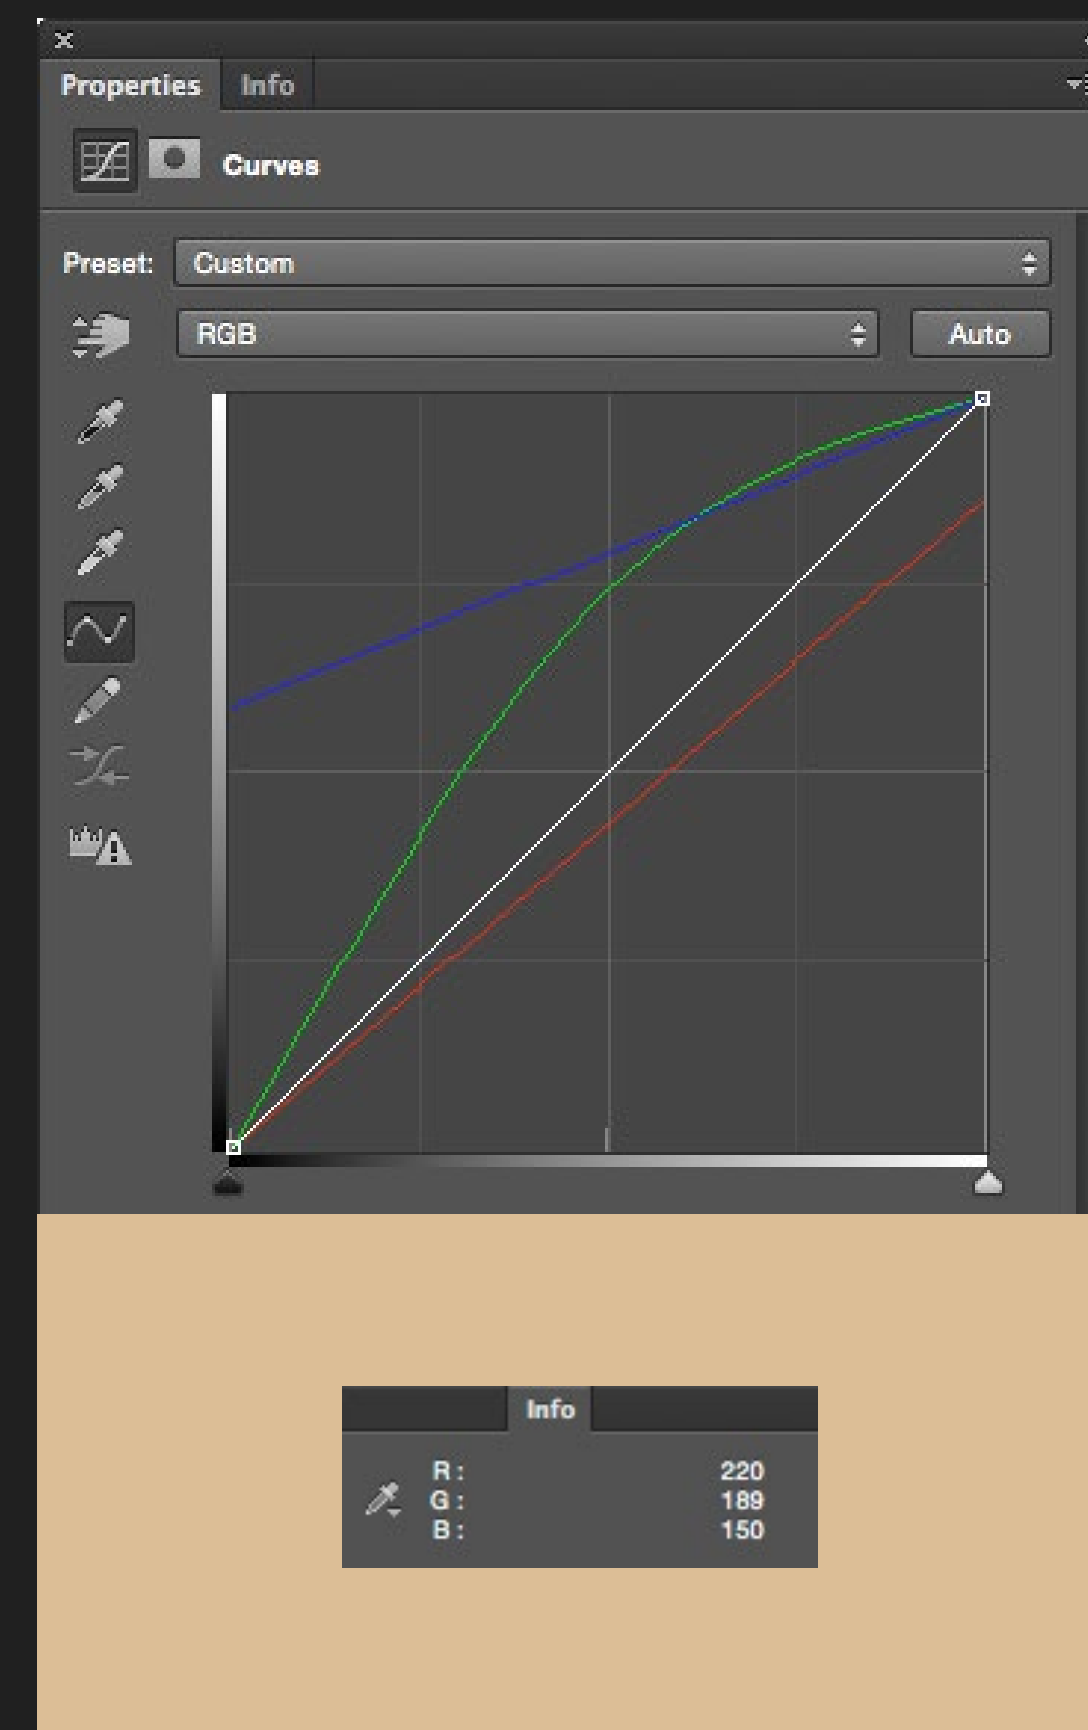 Properties Info
Curves
Preset: Custom
RGB Auto
Info
R: 220
G: 189
B: 150